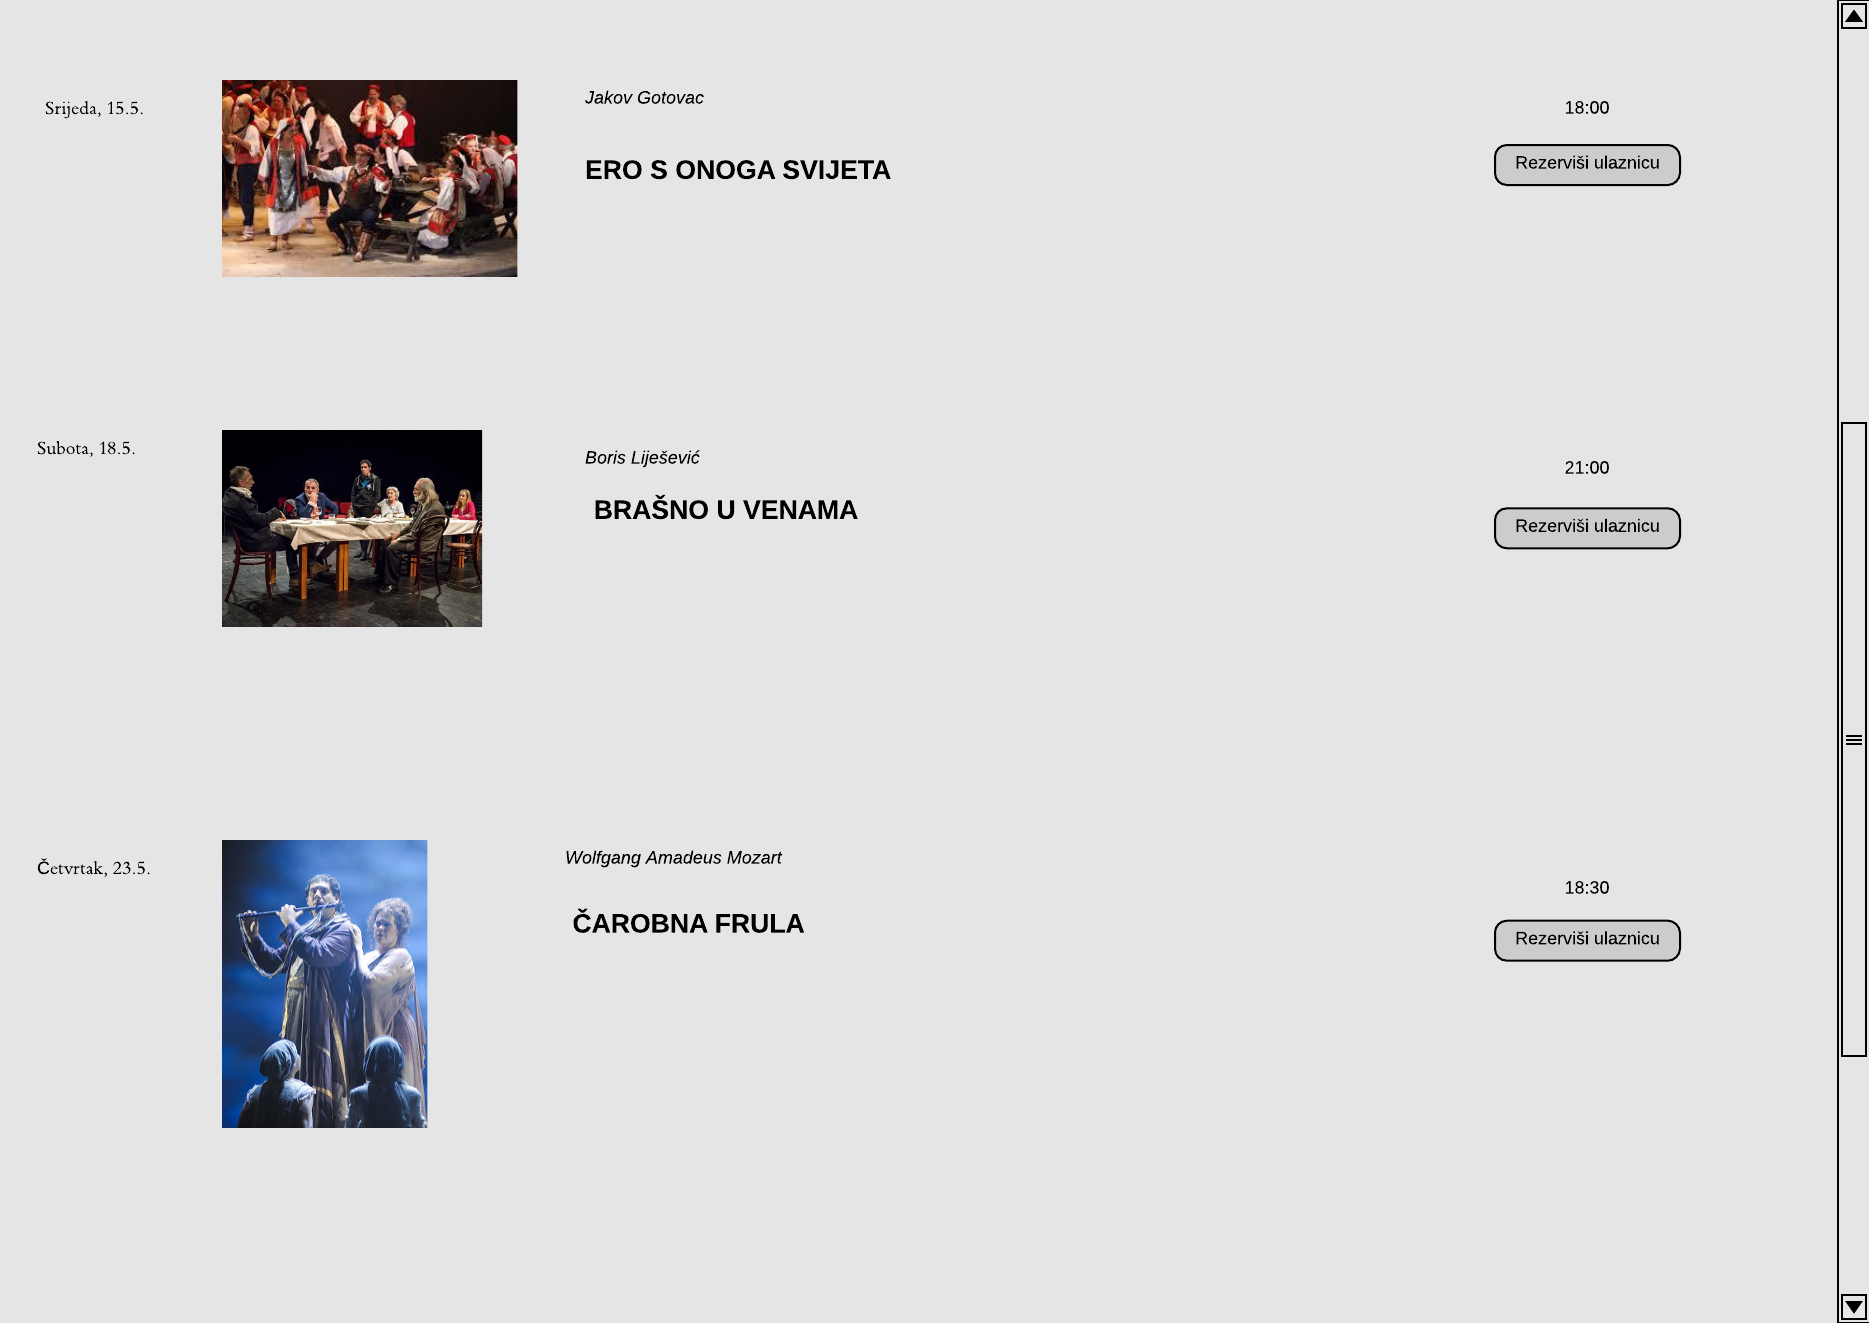 Srijeda, 15.5.
Jakov Gotovac
ERO S ONOGA SVIJETA
18:00
Rezerviši ulaznicu
Subota, 18.5.
Boris Liješević
BRAŠNO U VENAMA
21:00
Rezerviši ulaznicu
Četvrtak, 23.5.
Wolfgang Amadeus Mozart
ČAROBNA FRULA
18:30
Rezerviši ulaznicu